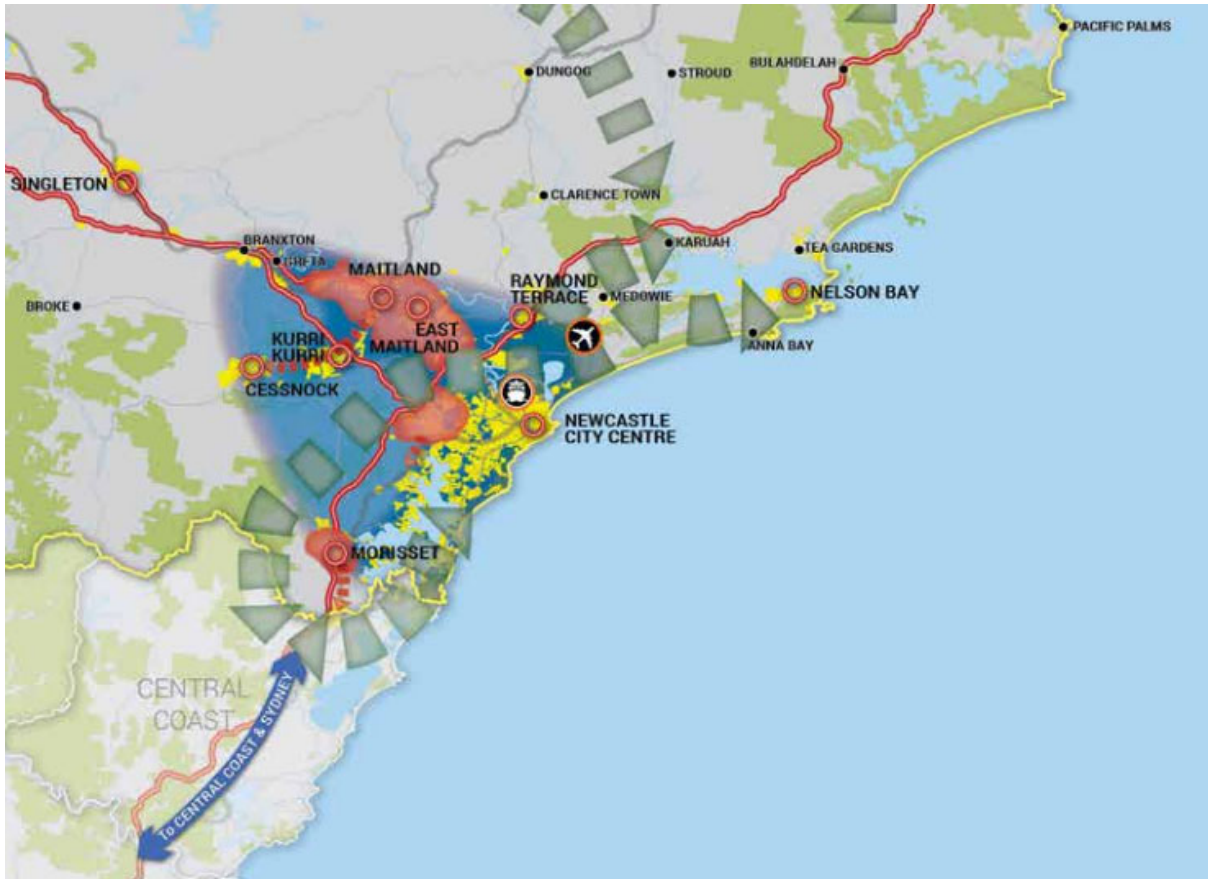 PACIFIC PALMS
DUNGOG
STROUD
BULAHDELAH
SINGLETON
CLARENCE TOWN
BRANXTON
GRETA
KARUAH
TEA GARDENS
MAITLAND
RAYMOND
TERRACE
MEDOWIE
NELSON BAY
BROKE
EAST
MAITLAND
KURRI
KURRI
ANNA BAY
CESSNOCK
NEWCASTLE
CITY CENTRE
MORISSET
CENTRAL
COAST
To CENTRAL COAST & SYDNEY